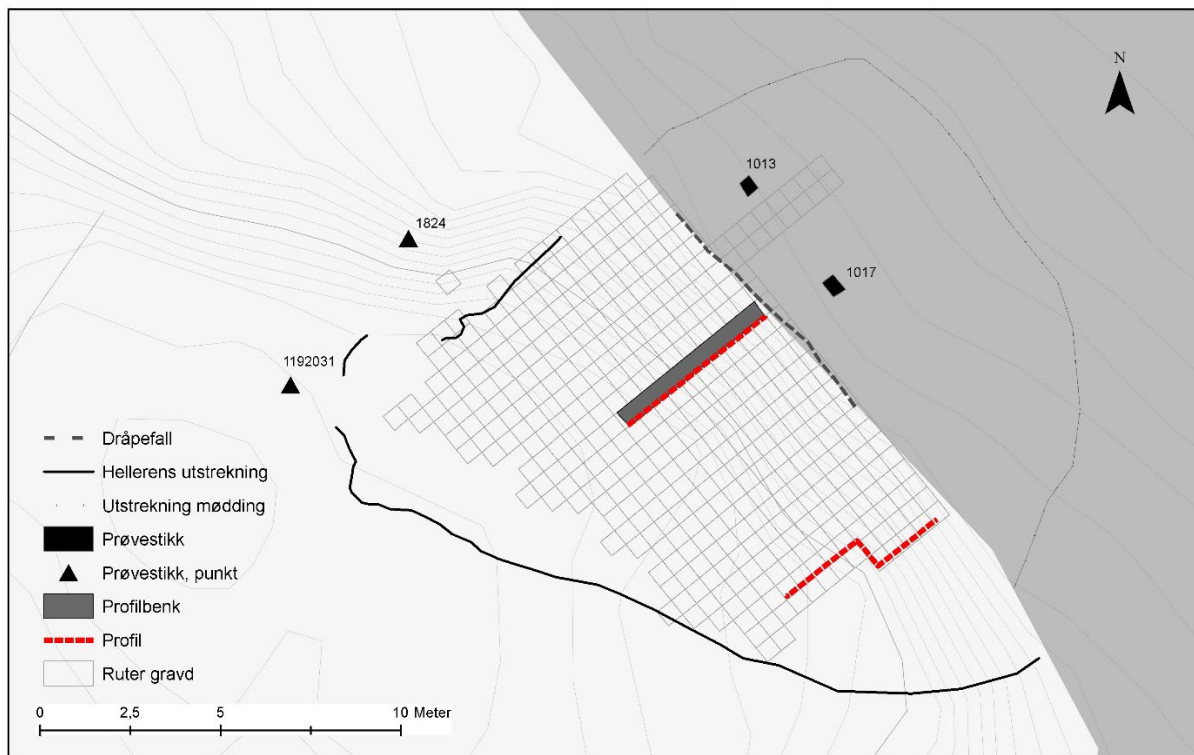 N
1013
1824
1017
1192031
Dråpefall
Hellerens utstrekning
Utstrekning mødding
Prøvestikk
Prøvestikk, punkt
Profilbenk
Profil
Ruter gravd
0 2,5 5 10 Meter